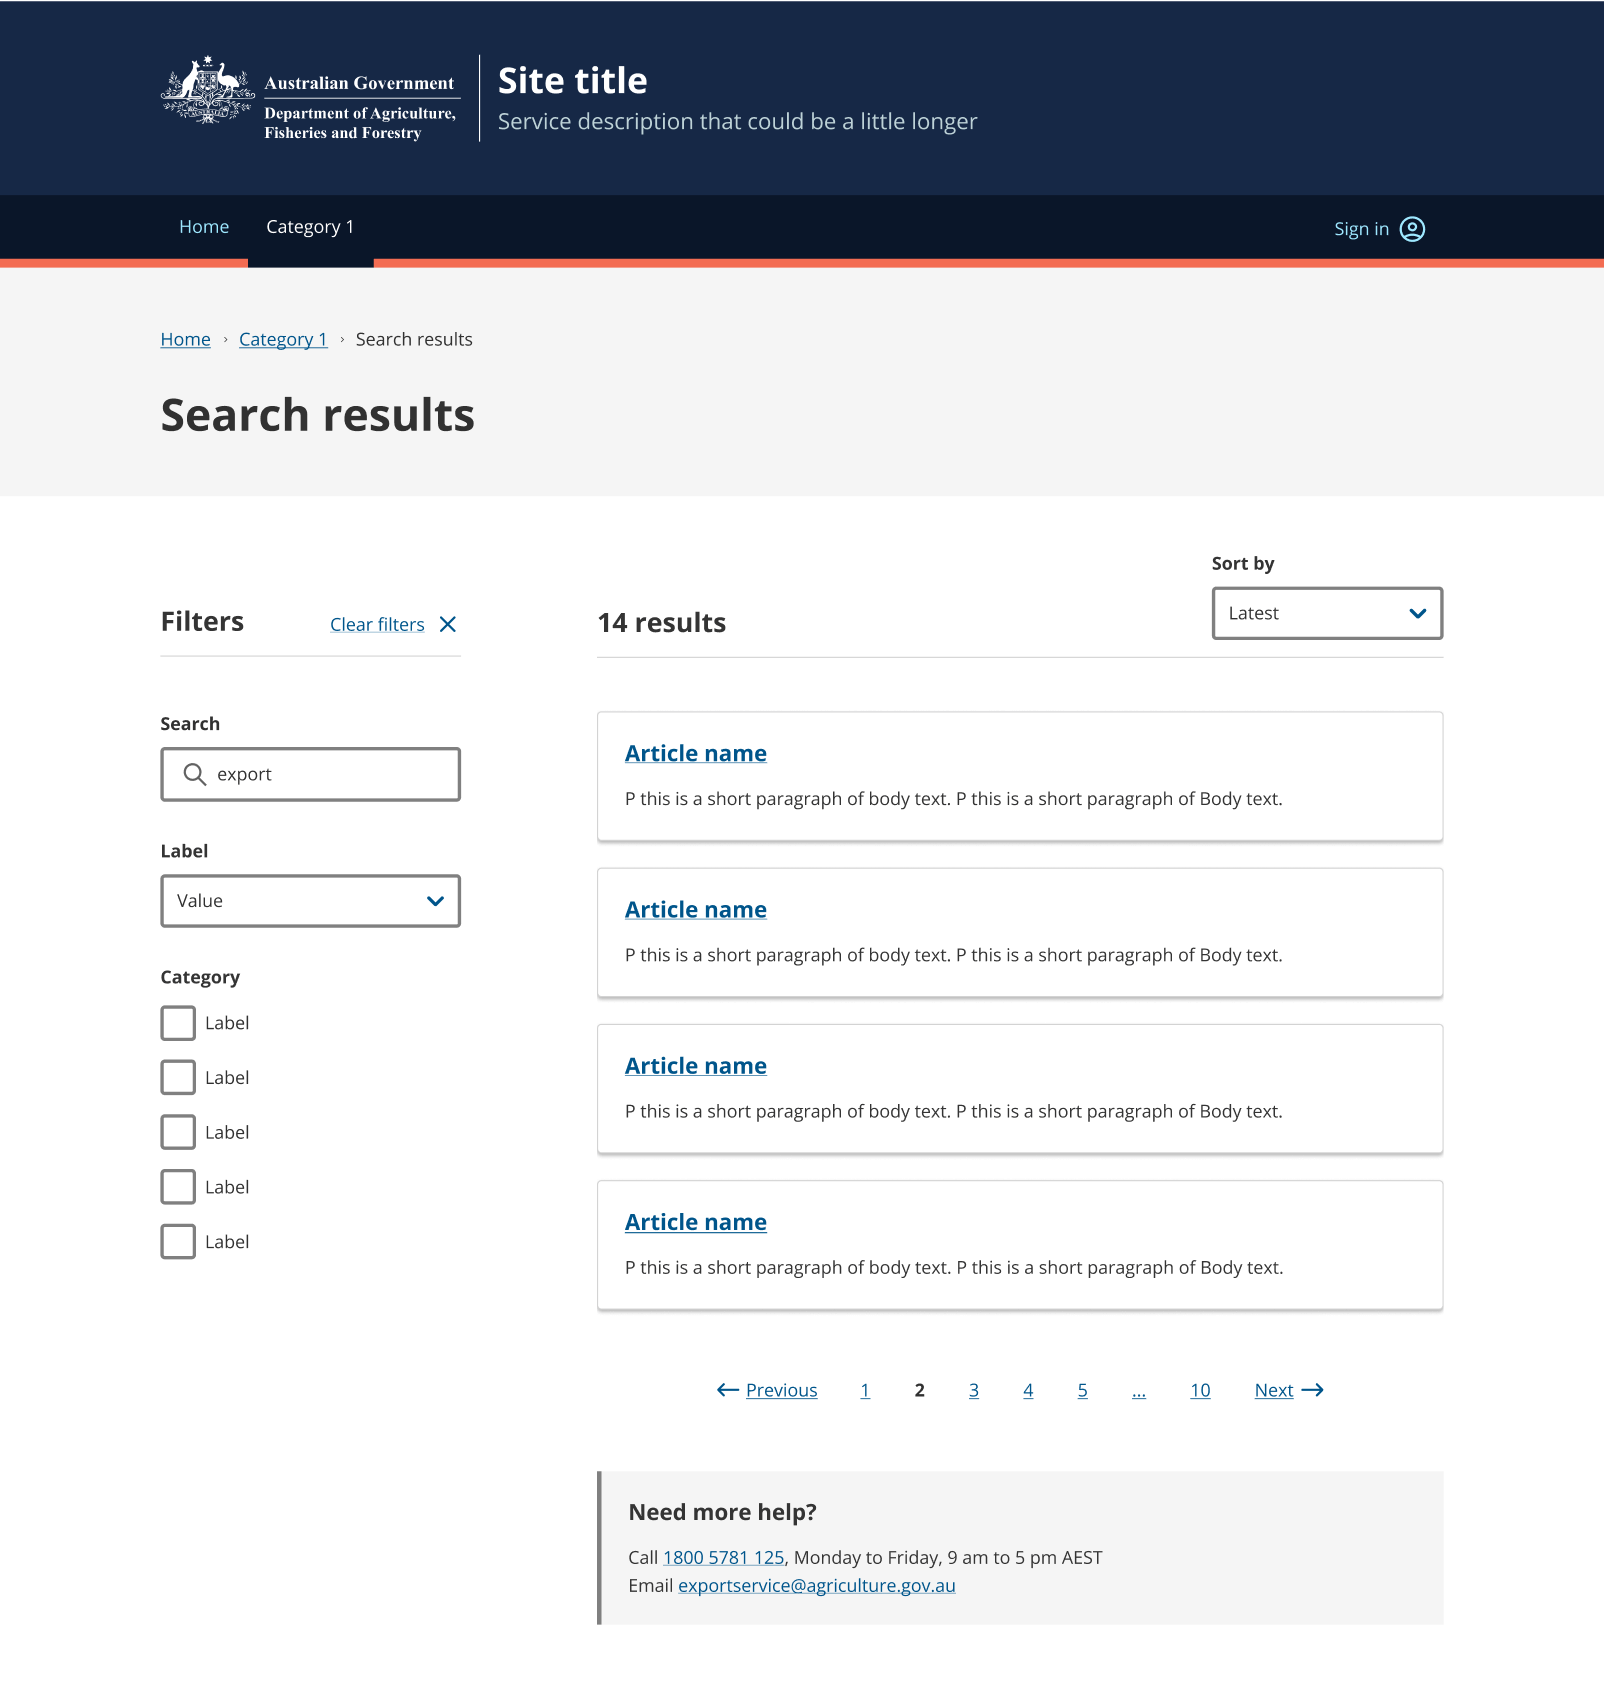 Australian Government
Department of Agriculture,
Fisheries and Forestry
Site title
Service description that could be a little longer
Home
Category 1
Sign in
Home
Category 1
Search results
Search results
Filters
Clear filters
Search
export
Label
Value
Category
Label
Label
Label
Label
Label
14 results
Sort by
Latest
Article name
P this is a short paragraph of body text. P this is a short paragraph of Body text.
Article name
P this is a short paragraph of body text. P this is a short paragraph of Body text.
Article name
P this is a short paragraph of body text. P this is a short paragraph of Body text.
Article name
P this is a short paragraph of body text. P this is a short paragraph of Body text.
Previous 1 2 3 4 5 ... 10 Next
Need more help?
Call 1800 5781 125, Monday to Friday, 9 am to 5 pm AEST
Email exportservice@agriculture.gov.au